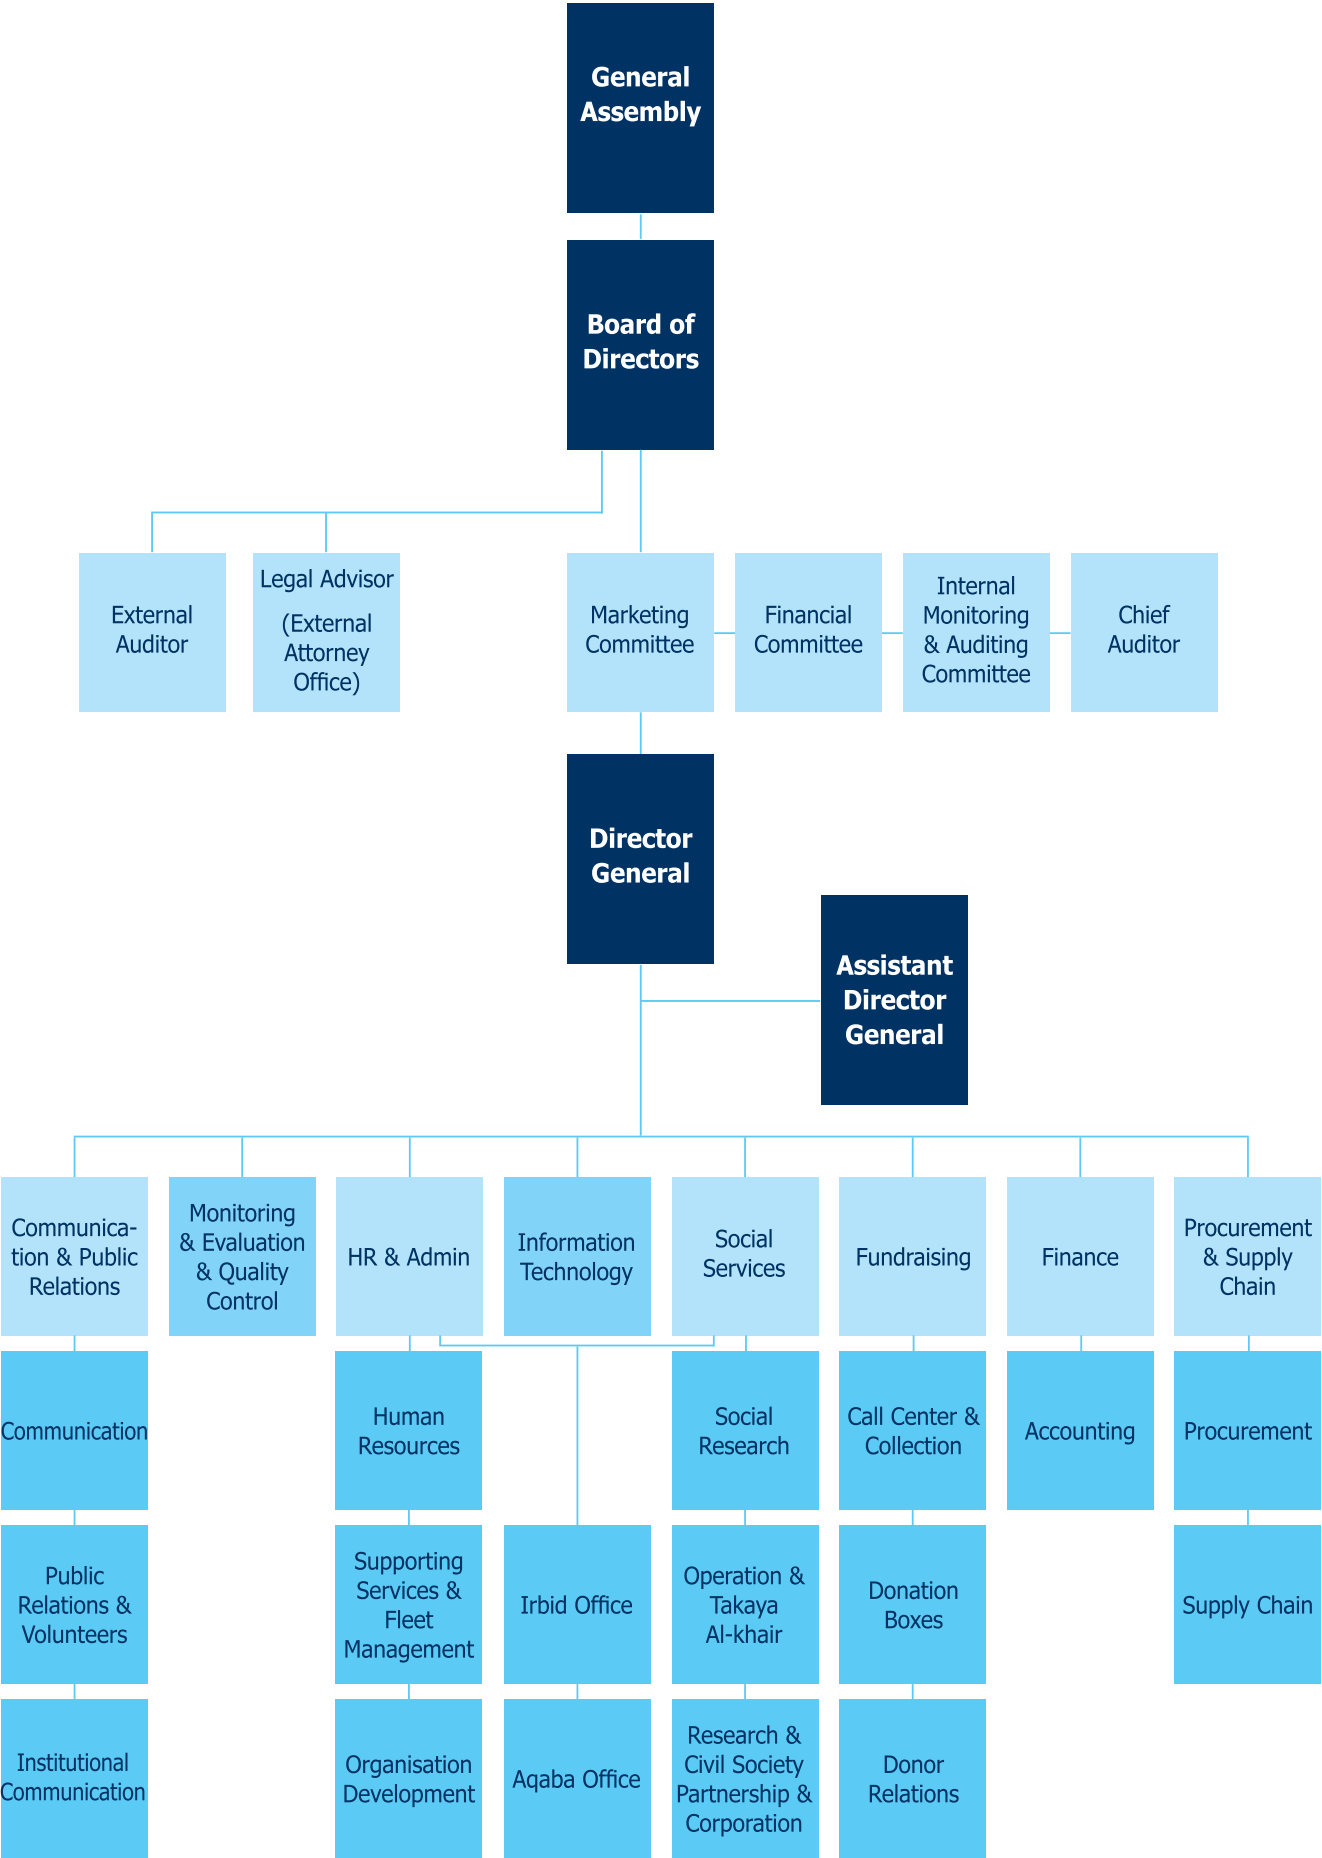 General
Assembly
Board of
Directors
External
Auditor
Legal Advisor
(External
Attorney
Office)
Marketing
Committee
Financial
Committee
Internal
Monitoring
& Auditing
Committee
Chief
Auditor
Director
General
Assistant
Director
General
Communica-
tion & Public
Relations
Monitoring
& Evaluation
& Quality
Control
HR & Admin
Information
Technology
Social
Services
Fundraising
Finance
Procurement
& Supply
Chain
Communication
Human
Resources
Social
Research
Call Center &
Collection
Accounting
Procurement
Public
Relations &
Volunteers
Supporting
Services &
Fleet
Management
Irbid Office
Operation &
Takaya
Al-khair
Donation
Boxes
Supply Chain
Institutional
Communication
Organisation
Development
Aqaba Office
Research &
Civil Society
Partnership &
Corporation
Donor
Relations